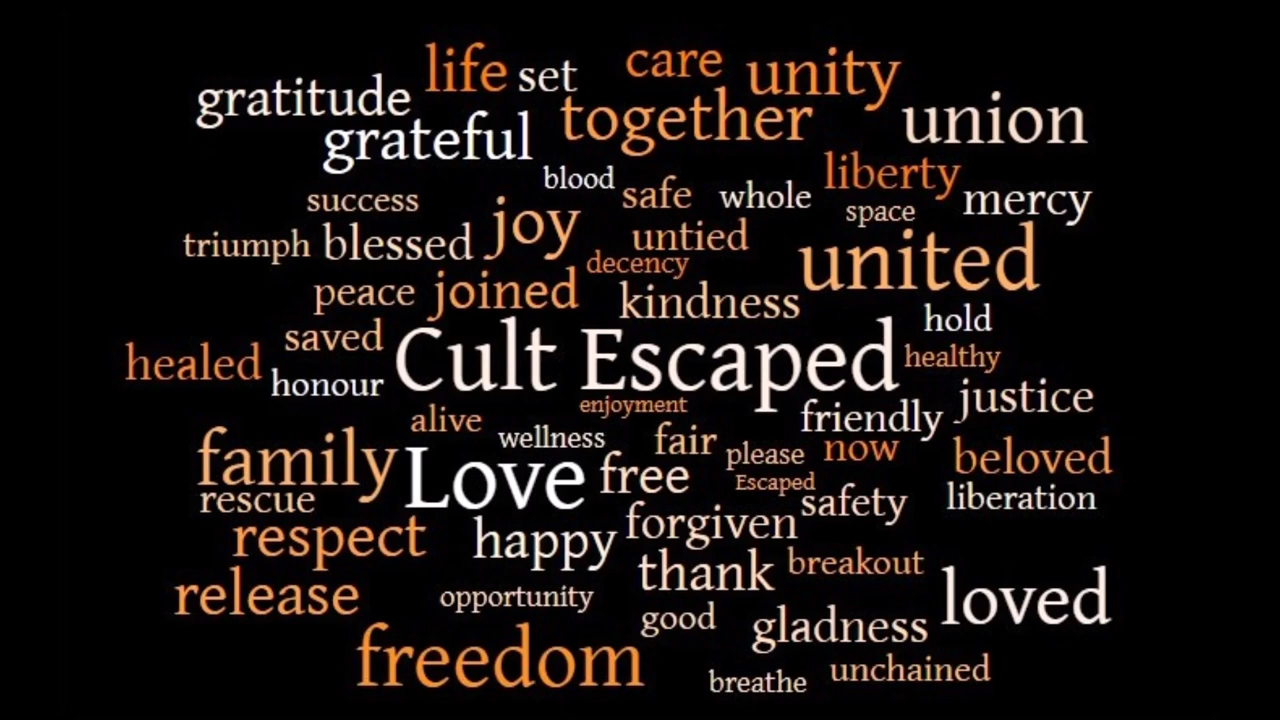 life set care unity
gratitude together union
grateful
blood safe whole liberty mercy
success joy space
triumph blessed untied united
decency
peace joined kindness
saved Cult Escaped hold
healed honour healthy
enjoyment friendly justice
alive wellness fair please now beloved
family Love free Escaped safety liberation
rescue
respect happy forgiven
thank breakout
release opportunity good gladness loved
freedom breathe unchained